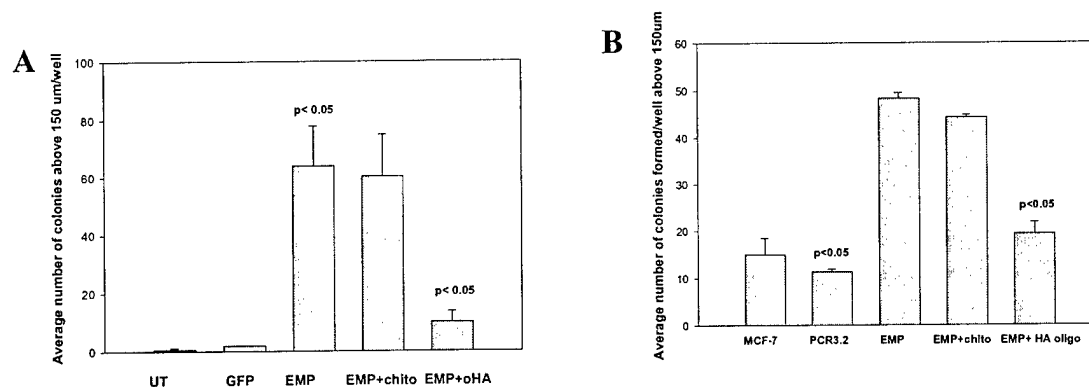 A
Average number of colonies above 150 um/well
100
80
60
40
20
0
p< 0.05
p< 0.05
UT GFP EMP EMP+chito EMP+oHA
B
Average number of colonies formed/well above 150um
60
50
40
30
20
10
0
p<0.05
p<0.05
MCF-7 PCR3.2 EMP EMP+chito EMP+ HA oligo